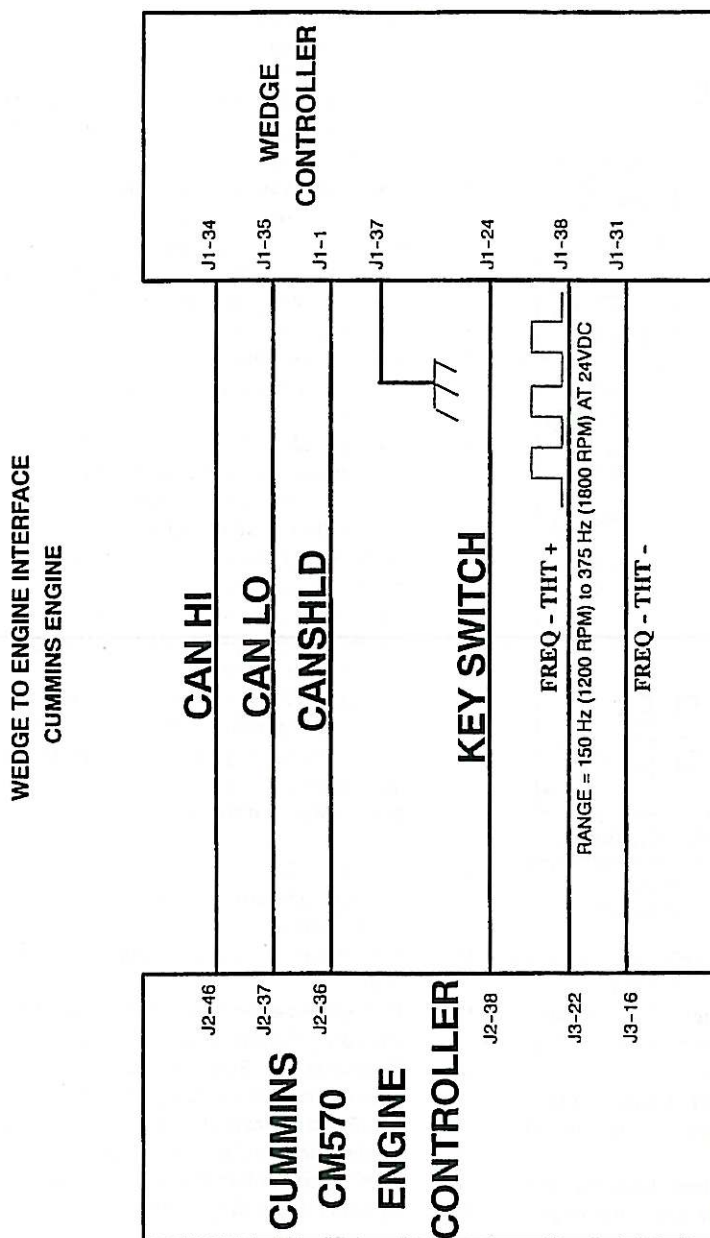 WEDGE TO ENGINE INTERFACE
CUMMINS ENGINE
CUMMINS
CM570
ENGINE
CONTROLLER
J2-46
J2-37
J2-36
J2-38
J3-22
J3-16
CAN HI
CAN LO
CANSHLD
KEY SWITCH
FREQ - THT +
RANGE = 150 Hz (1200 RPM) to 375 Hz (1800 RPM) AT 24VDC
FREQ - THT -
J1-34
J1-35
J1-1
J1-37
J1-24
J1-38
J1-31
WEDGE
CONTROLLER